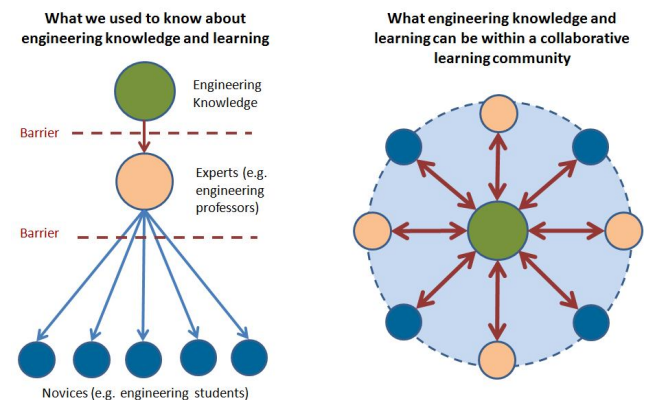 What we used to know about
engineering knowledge and learning
Engineering
Knowledge
Barrier
Experts (e.g.
engineering
professors)
Barrier
Novices (e.g. engineering students)
What engineering knowledge and
learning can be within a collaborative
learning community